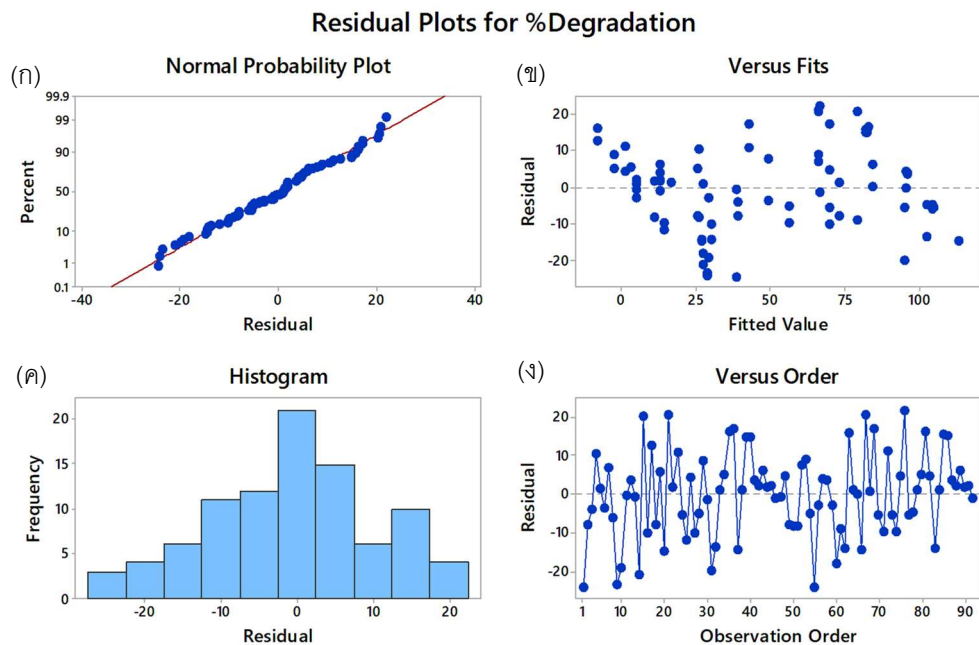 Residual Plots for %Degradation
(ก)
Normal Probability Plot
99.9
99
90
50
10
1
0.1
Percent
-40
-20
0
20
40
Residual
(ข)
Versus Fits
20
10
0
-10
-20
Residual
0
25
50
75
100
Fitted Value
(ค)
Histogram
20
15
10
5
0
Frequency
-20
-10
0
10
20
Residual
(ง)
Versus Order
20
10
0
-10
-20
Residual
1
10
20
30
40
50
60
70
80
90
Observation Order